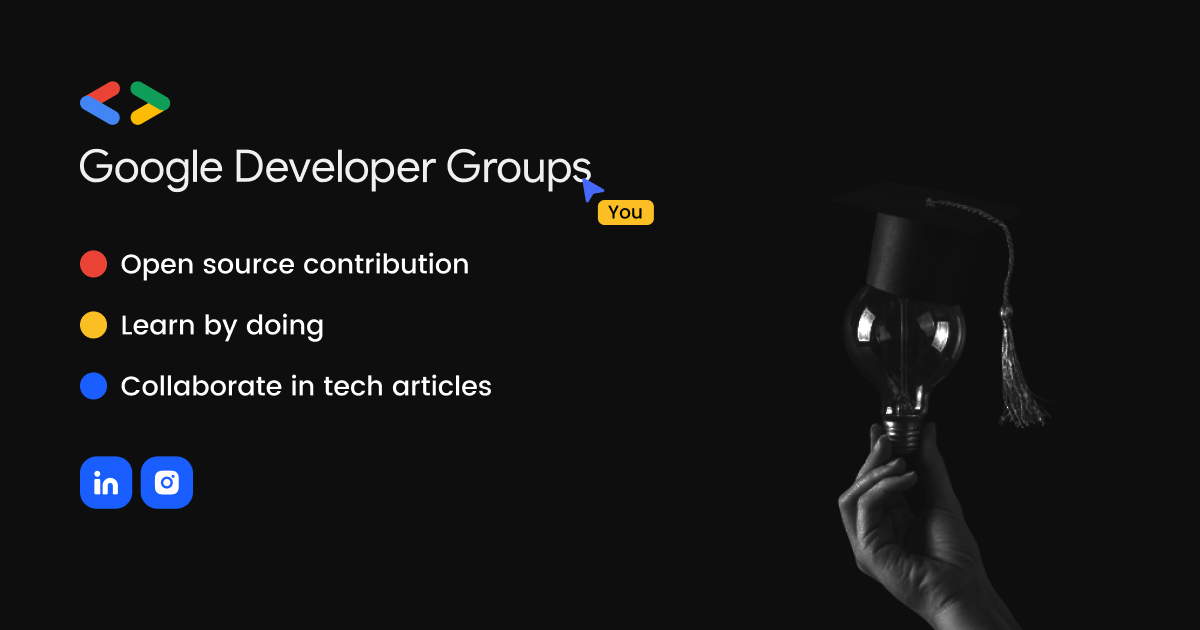 Google Developer Groups
You
Open source contribution
Learn by doing
Collaborate in tech articles
in